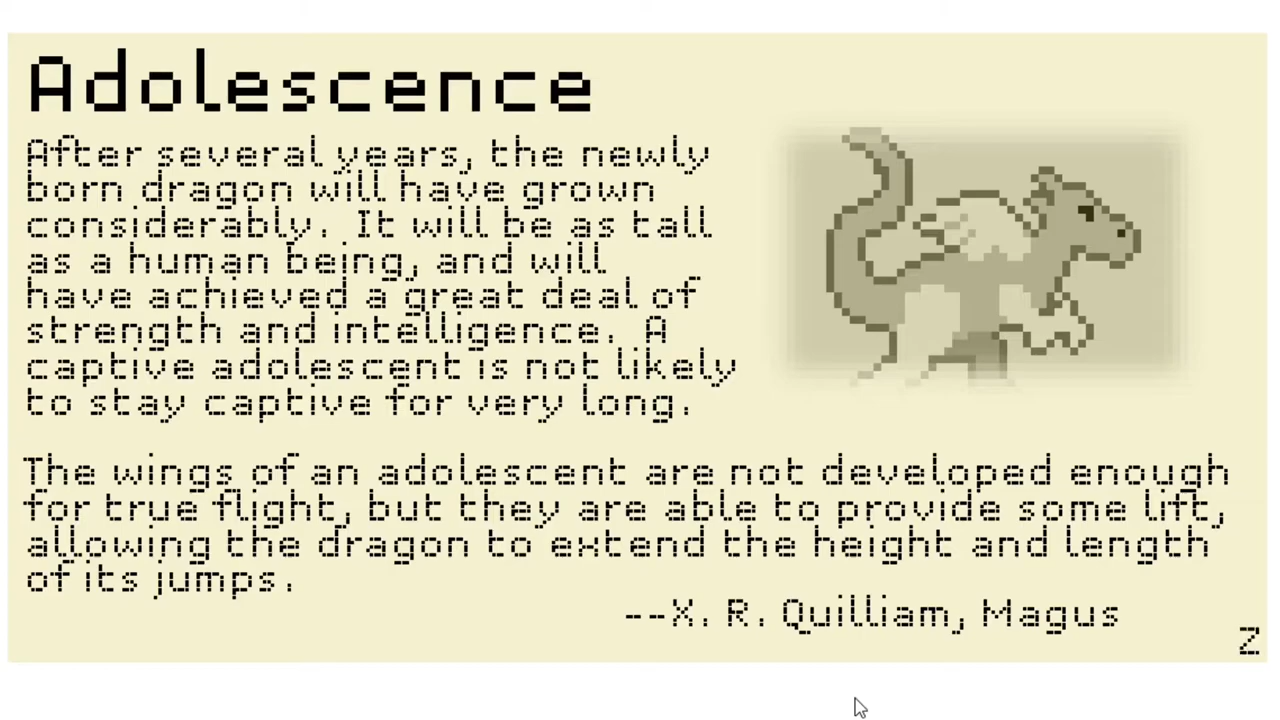 Adolescence
After several years, the newly
born dragon will have grown
considerably. It will be as tall
as a human being, and will
have achieved a great deal of
strength and intelligence. A
captive adolescent is not likely
to stay captive for very long.
The wings of an adolescent are not developed enough
for true flight, but they are able to provide some lift,
allowing the dragon to extend the height and length
of its jumps.
--X. R. Quilliam, Magus
Z